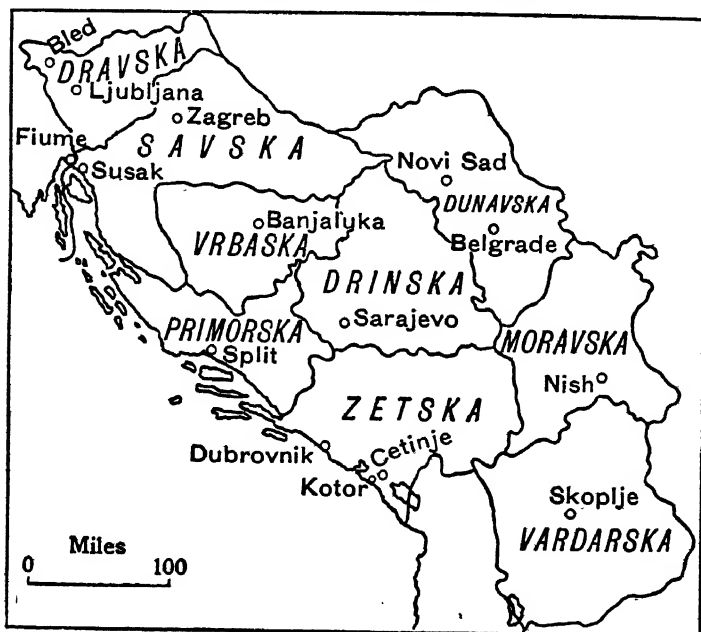 Bled
DRAVSKA
Ljubljana
Zagreb
Fiume
SAVSKA
Susak
Novi Sad
DUNAVSKA
Banjaluka
VRBASKA
Belgrade
DRINSKA
Sarajevo
PRIMORSKA
Split
MORAVSKA
Nish
ZETSKA
Dubrovnik
Cetinje
Kotor
Skoplje
VARDARSKA
Miles
0 100